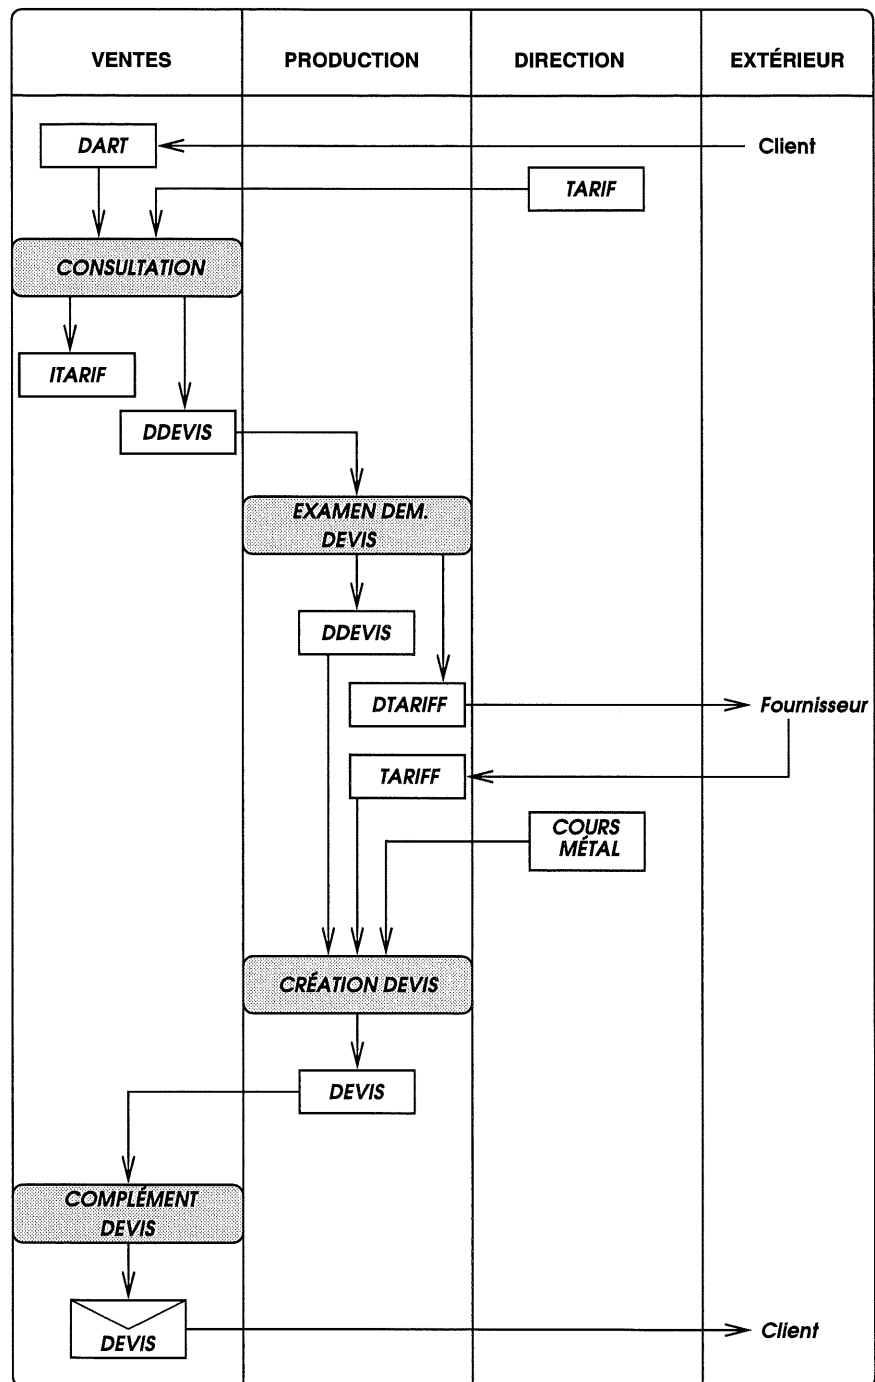 VENTES PRODUCTION DIRECTION EXTÉRIEUR
DART Client
TARIF
CONSULTATION
ITARIF
DDEVIS
EXAMEN DEM.
DEVIS
DDEVIS
DTARIFF Fournisseur
TARIFF
COURS
MÉTAL
CRÉATION DEVIS
DEVIS
COMPLÉMENT
DEVIS
DEVIS Client